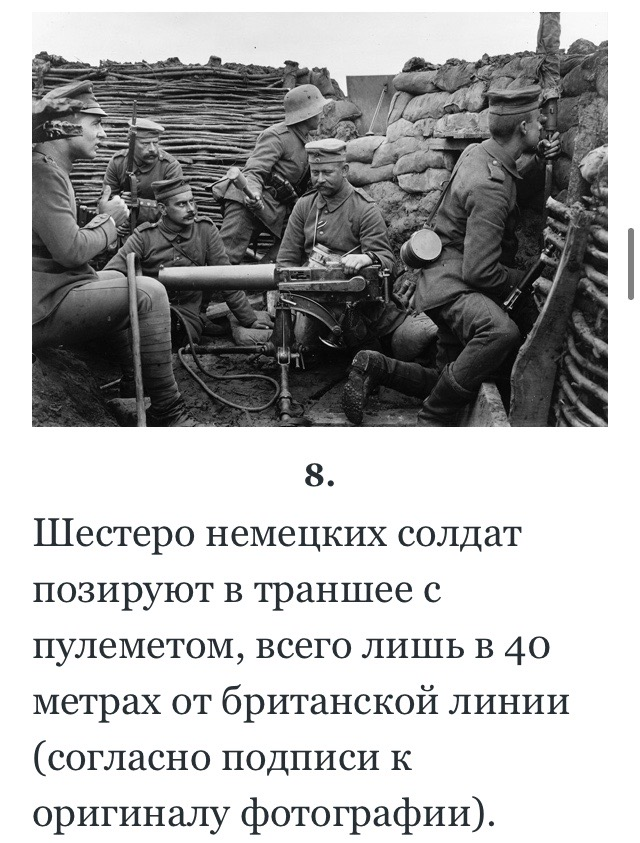 8.
Шестеро немецких солдат
позируют в траншее с
пулеметом, всего лишь в 40
метрах от британской линии
(согласно подписи к
оригиналу фотографии).